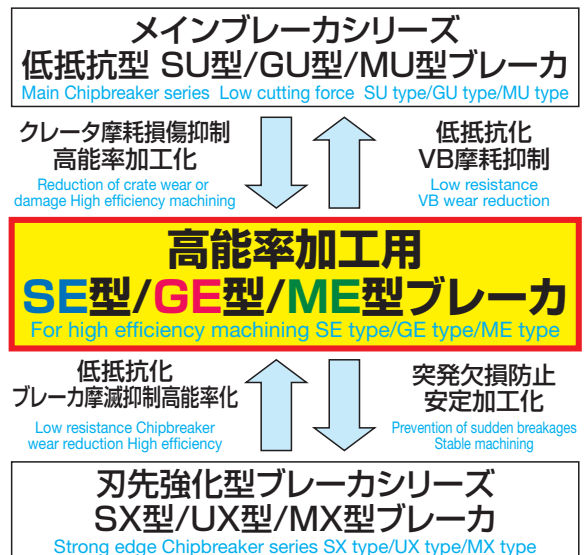 メインブレーカシリーズ
低抵抗型 SU型/GU型/MU型ブレーカ
Main Chipbreaker series Low cutting force SU type/GU type/MU type
クレータ摩耗損傷抑制
高能率加工化
Reduction of crate wear or
damage High efficiency machining
低抵抗化
VB摩耗抑制
Low resistance
VB wear reduction
高能率加工用
SE型/GE型/ME型ブレーカ
For high efficiency machining SE type/GE type/ME type
低抵抗化
ブレーカ摩滅抑制高能率化
Low resistance Chipbreaker
wear reduction High efficiency
突発欠損防止
安定加工化
Prevention of sudden breakages
Stable machining
刃先強化型ブレーカシリーズ
SX型/UX型/MX型ブレーカ
Strong edge Chipbreaker series SX type/UX type/MX type